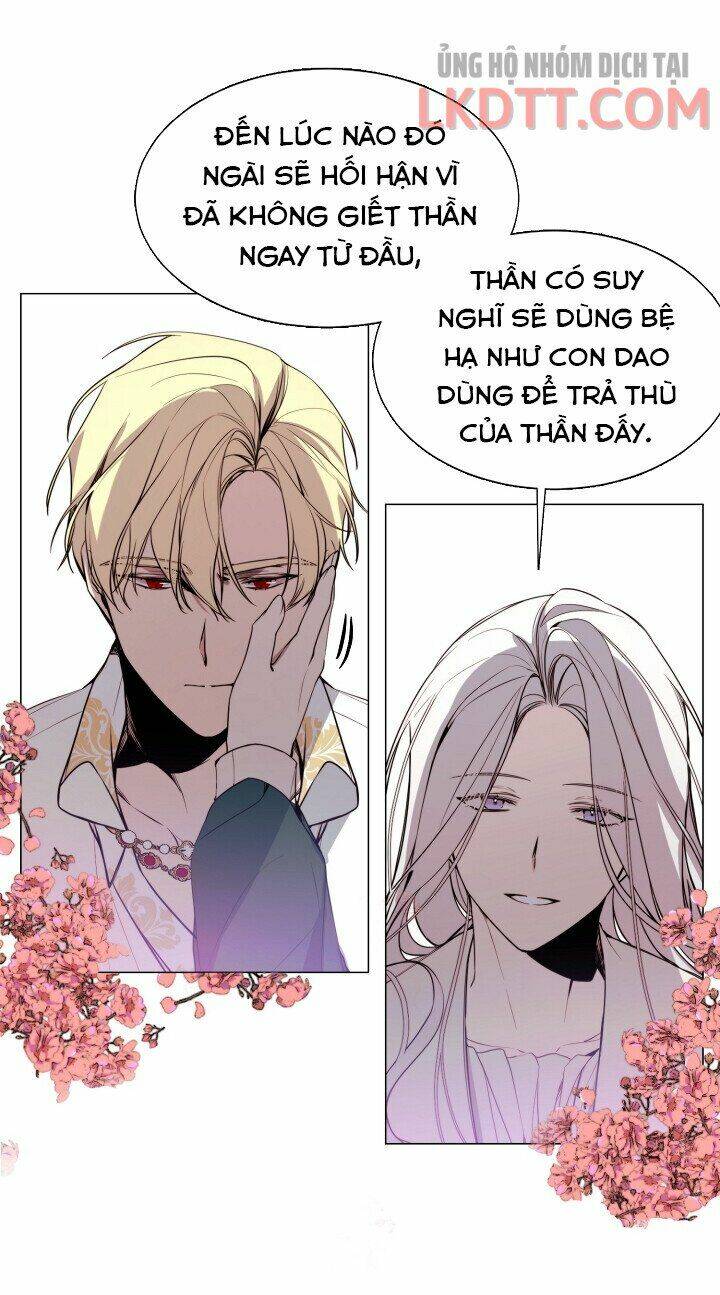 ỦNG HỘ NHÓM DỊCH TẠI
LKDTT.COM
ĐẾN LÚC NÀO ĐÓ
NGÀI SẼ HỐI HẬN VÌ
ĐÃ KHÔNG GIẾT THẦN
NGAY TỪ ĐẦU,
THẦN CÓ SUY
NGHĨ SẼ DÙNG BỆ
HẠ NHƯ CON DAO
DÙNG ĐỂ TRẢ THÙ
CỦA THẦN ĐẤY.